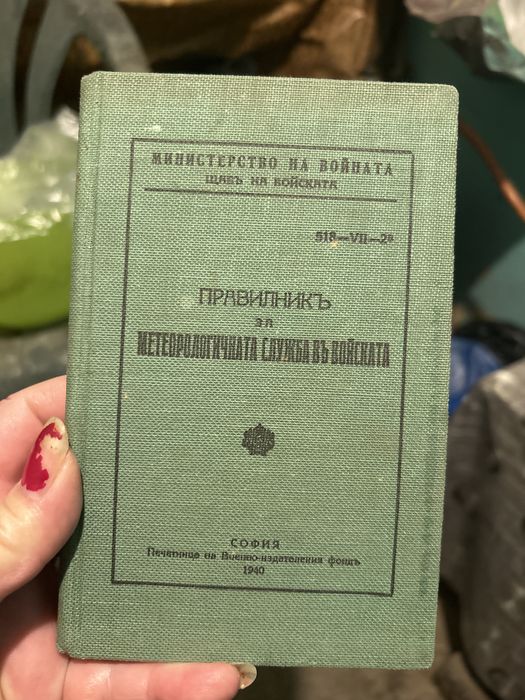 МИНИСТЕРСТВО НА ВОЙНАТА
ЩАБЪ НА ВОЙСКАТА
518—VII—2⁹
ПРАВИЛНИКЪ
ЗА
МЕТЕОРОЛОГИЧНАТА СЛУЖБА ВЪ ВОЙСКАТА
СОФИЯ
Печатница на Военно-издателския фондъ
1940